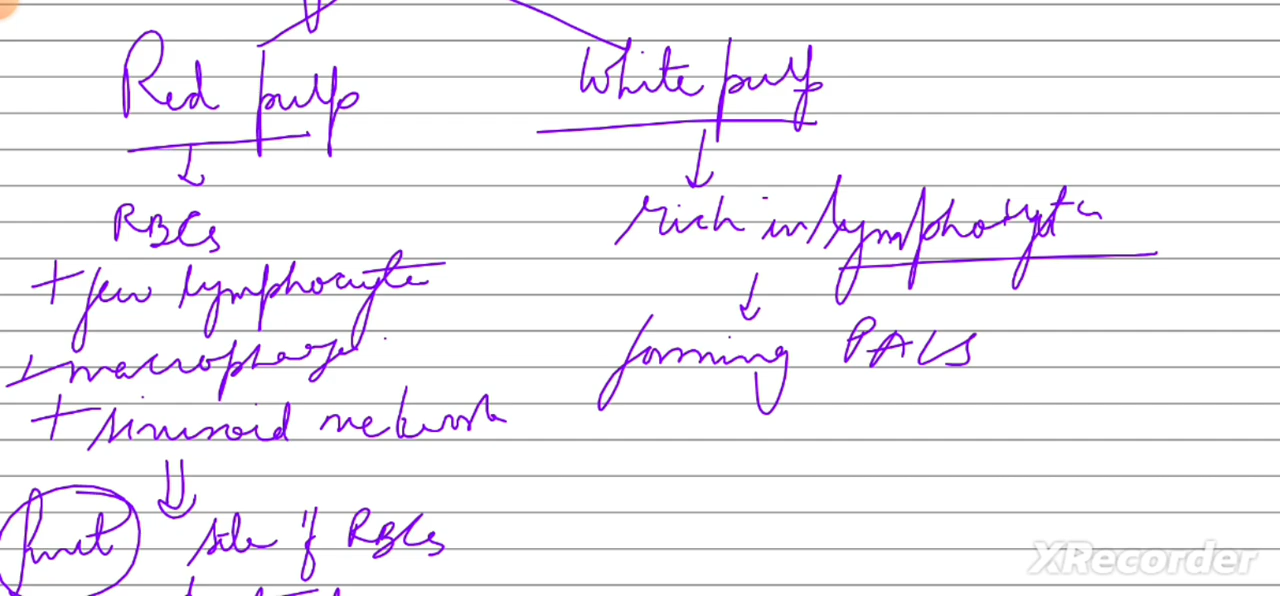 Red pulp
White pulp
RBCs
rich in lymphocytes
+ few lymphocyte
+ macrophage
forming PALS
+ sinusoid network
funct site of RBCs
XRecorder